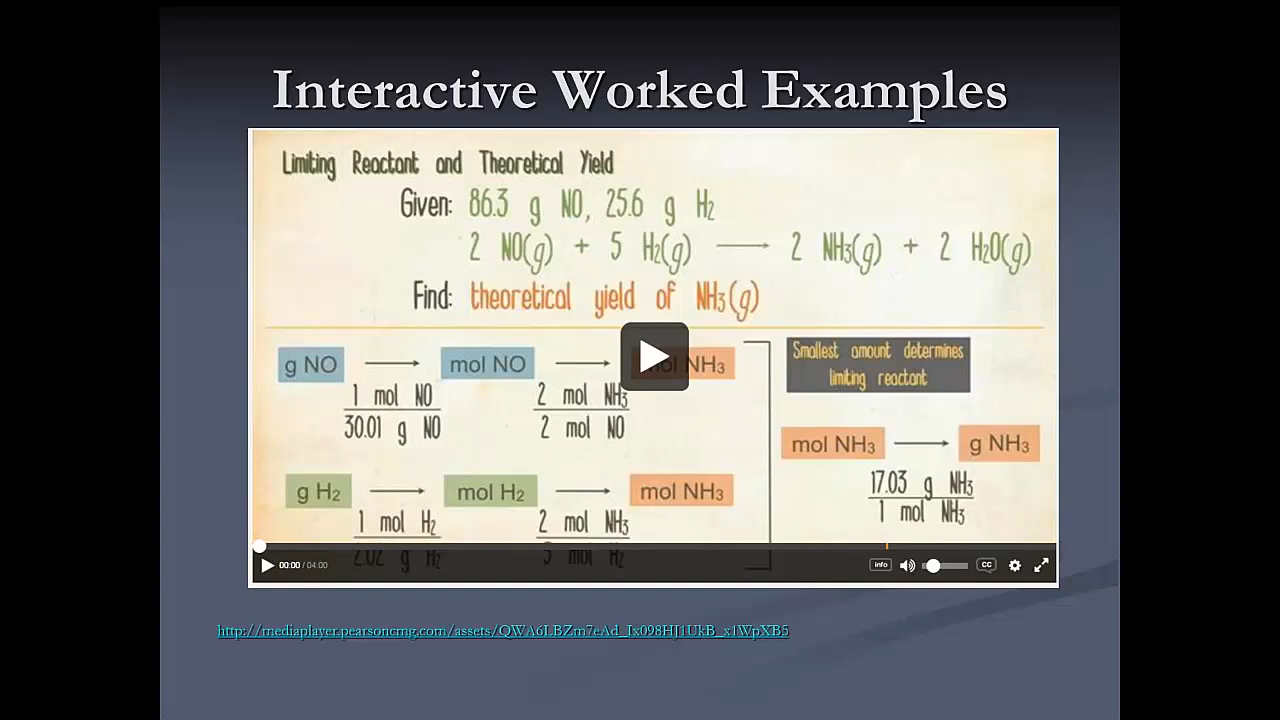 Interactive Worked Examples
Limiting Reactant and Theoretical Yield
Given: 86.3 g NO, 25.6 g H₂
2 NO(g) + 5 H₂(g) → 2 NH₃(g) + 2 H₂O(g)
Find: theoretical yield of NH₃(g)
g NO → mol NO → mol NH₃
1 mol NO
30.01 g NO
2 mol NH₃
2 mol NO
g H₂ → mol H₂ → mol NH₃
1 mol H₂
2.02 g H₂
2 mol NH₃
5 mol H₂
Smallest amount determines
limiting reactant
mol NH₃ → g NH₃
17.03 g NH₃
1 mol NH₃
00:00 / 04:00
info
CC
http://mediaplayer.pearsoncmg.com/assets/QWA6LBZm7eAd_Ix098HJ1UkB_x1WpXB5